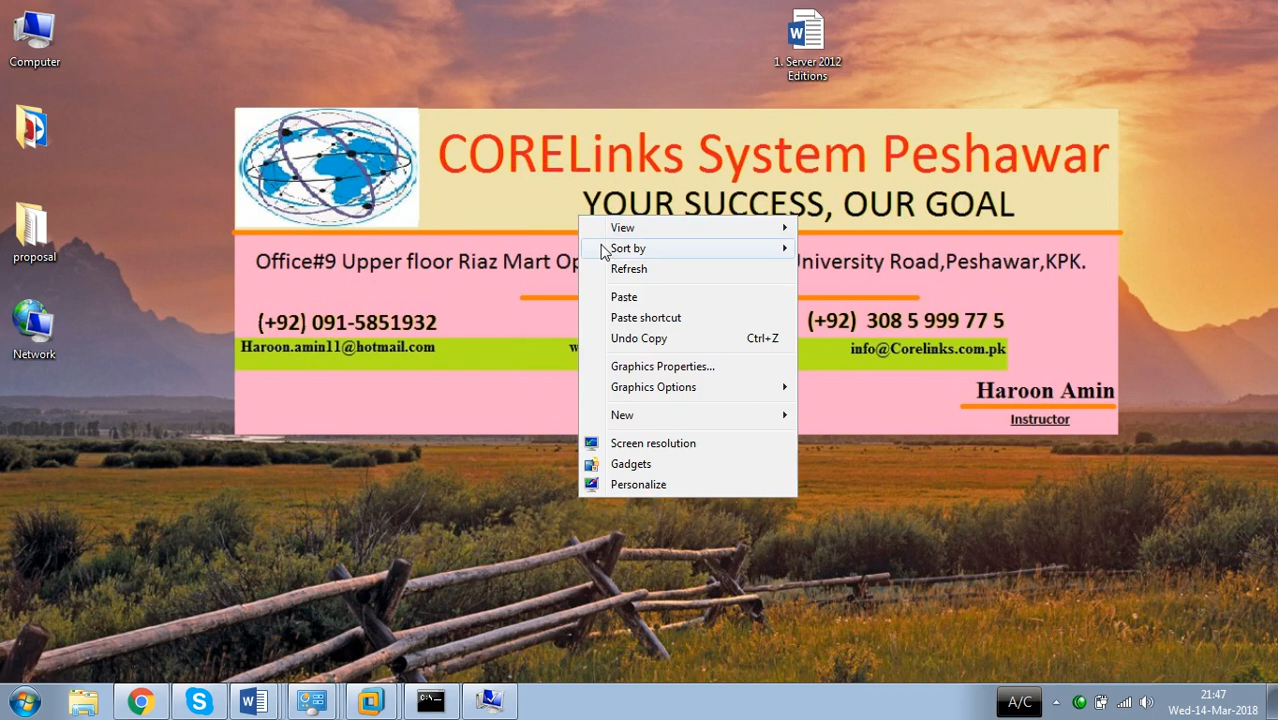 Computer
1. Server 2012
Editions
CORELinks System Peshawar
YOUR SUCCESS, OUR GOAL
Office#9 Upper floor Riaz Mart
University Road,Peshawar,KPK.
(+92) 091-5851932
(+92) 308 5 999 77 5
Haroon.amin11@hotmail.com
info@Corelinks.com.pk
Haroon Amin
Instructor
View
Sort by
Refresh
Paste
Paste shortcut
Undo Copy Ctrl+Z
Graphics Properties...
Graphics Options
New
Screen resolution
Gadgets
Personalize
proposal
Network
A/C
21:47
Wed-14-Mar-2018